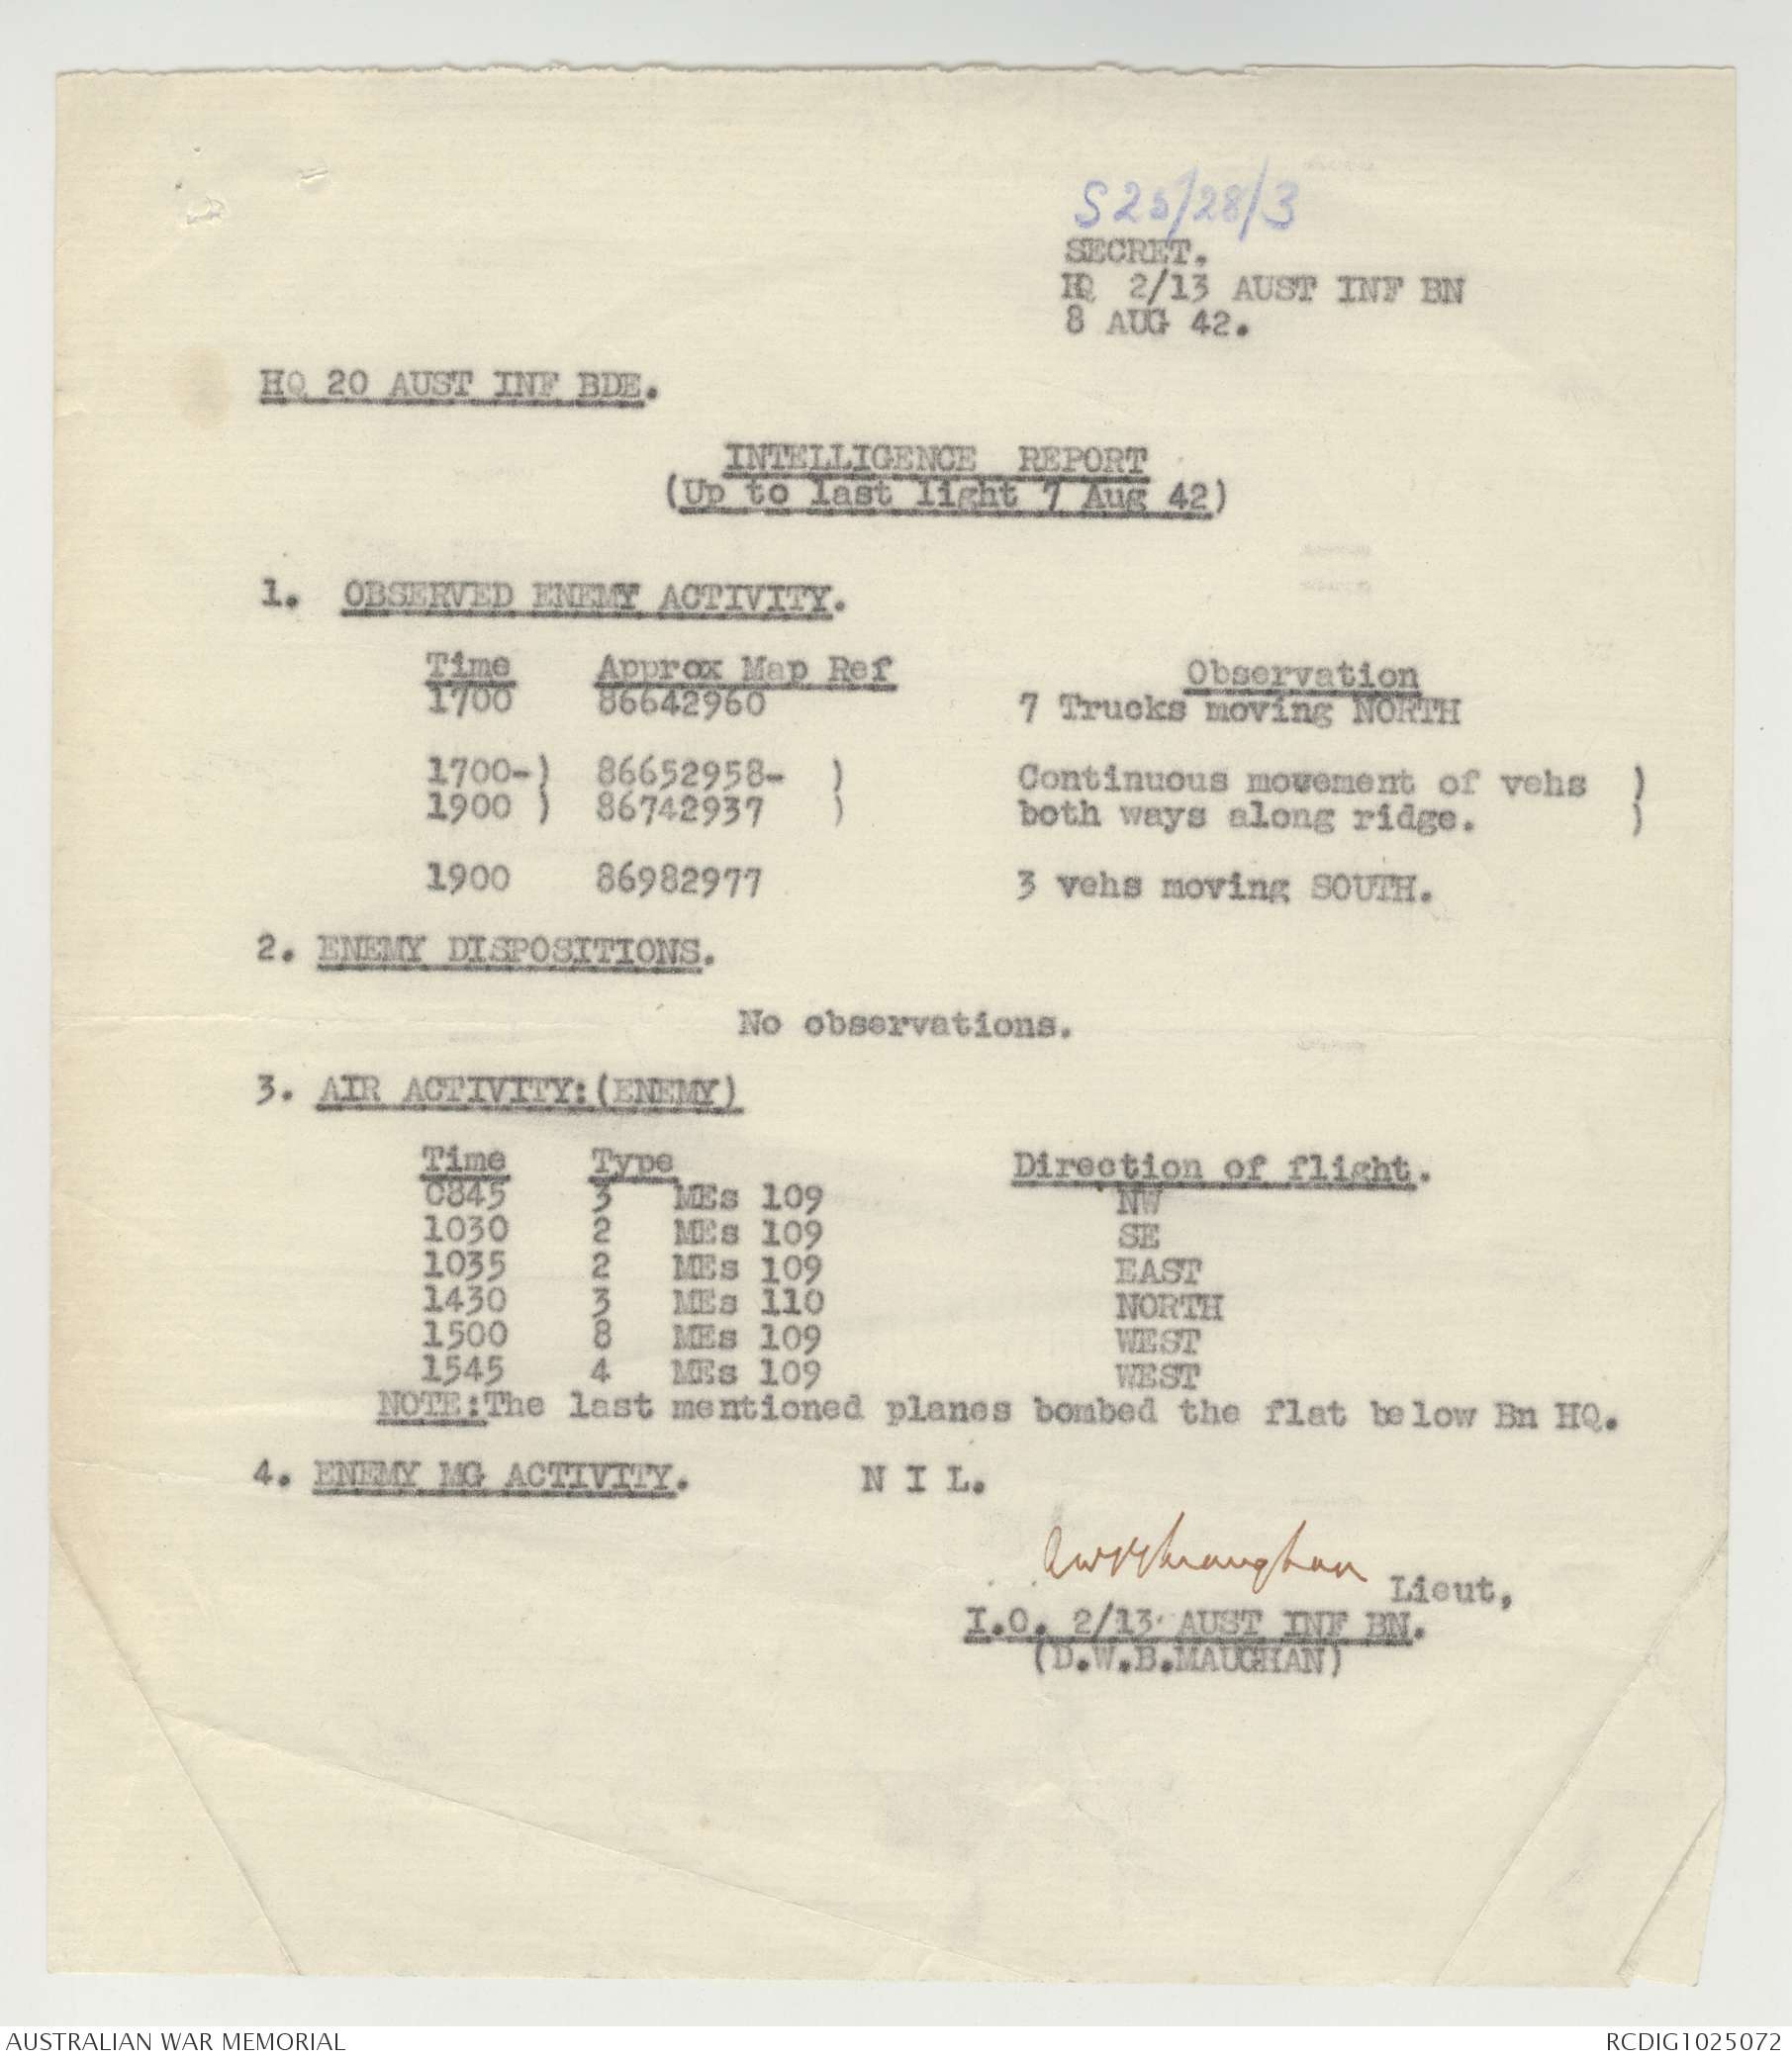 S25/28/3
SECRET.
HQ 2/13 AUST INF BN
8 AUG 42.
HQ 20 AUST INF BDE.
INTELLIGENCE REPORT
(Up to last light 7 Aug 42)
1. OBSERVED ENEMY ACTIVITY.
Time Approx Map Ref Observation
1700 86642960 7 Trucks moving NORTH
1700-) 86652958- ) Continuous movement of vehs )
1900 ) 86742937 ) both ways along ridge. )
1900 86982977 3 vehs moving SOUTH.
2. ENEMY DISPOSITIONS.
No observations.
3. AIR ACTIVITY:(ENEMY)
Time Type Direction of flight.
0845 3 MEs 109 NW
1030 2 MEs 109 SE
1035 2 MEs 109 EAST
1430 3 MEs 110 NORTH
1500 8 MEs 109 WEST
1545 4 MEs 109 WEST
NOTE:The last mentioned planes bombed the flat below Bn HQ.
4. ENEMY MG ACTIVITY. N I L.
Lieut,
I.O. 2/13 AUST INF BN.
(D.W.B.MAUGHAN)
AUSTRALIAN WAR MEMORIAL
RCDIG1025072